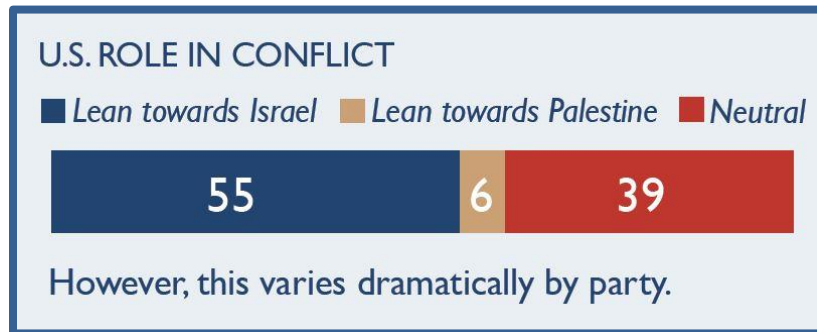 U.S. ROLE IN CONFLICT
Lean towards Israel Lean towards Palestine Neutral
55 6 39
However, this varies dramatically by party.